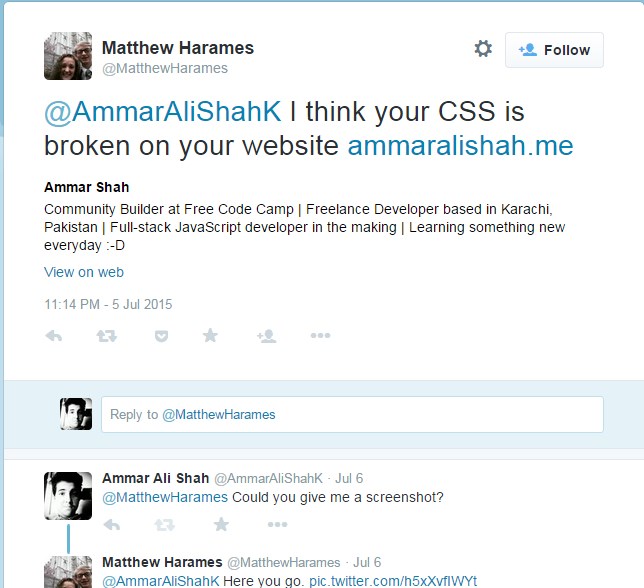 Matthew Harames
@MatthewHarames
Follow
@AmmarAliShahK I think your CSS is
broken on your website ammaralishah.me
Ammar Shah
Community Builder at Free Code Camp | Freelance Developer based in Karachi,
Pakistan | Full-stack JavaScript developer in the making | Learning something new
everyday :-D
View on web
11:14 PM - 5 Jul 2015
Reply to @MatthewHarames
Ammar Ali Shah @AmmarAliShahK · Jul 6
@MatthewHarames Could you give me a screenshot?
Matthew Harames @MatthewHarames · Jul 6
@AmmarAliShahK Here you go. pic.twitter.com/h5xXvfIWYt